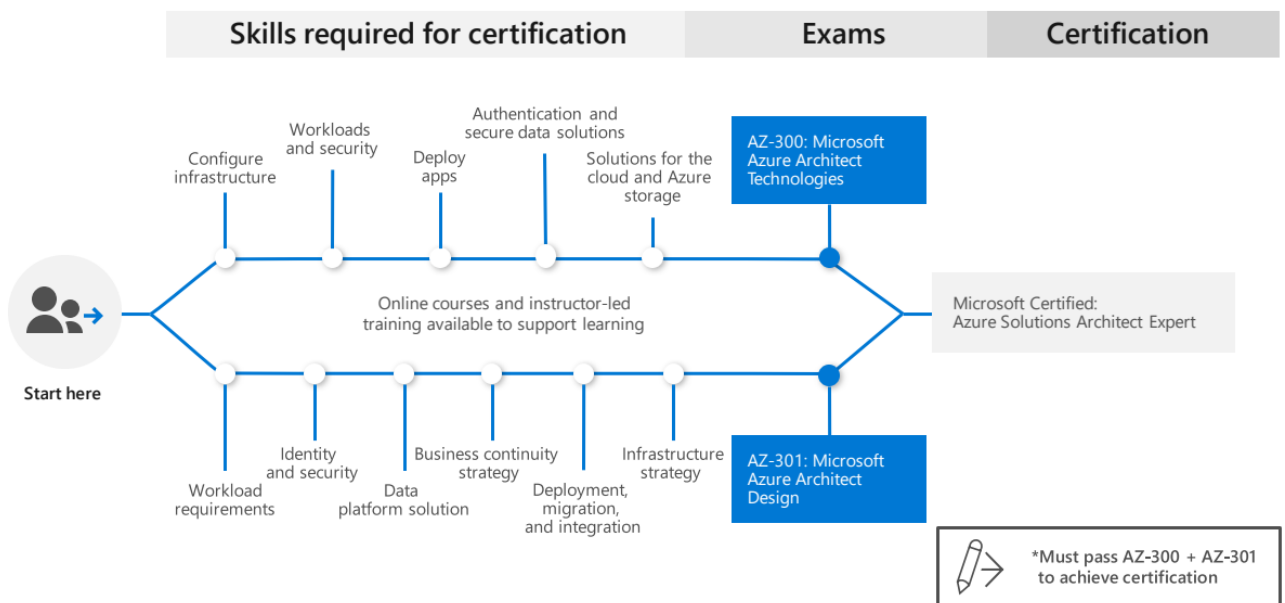 Skills required for certification
Exams
Certification
Configure
infrastructure
Workloads
and security
Deploy
apps
Authentication and
secure data solutions
Solutions for the
cloud and Azure
storage
AZ-300: Microsoft
Azure Architect
Technologies
Start here
Online courses and instructor-led
training available to support learning
Microsoft Certified:
Azure Solutions Architect Expert
Workload
requirements
Identity
and security
Data
platform solution
Business continuity
strategy
Deployment,
migration,
and integration
Infrastructure
strategy
AZ-301: Microsoft
Azure Architect
Design
*Must pass AZ-300 + AZ-301
to achieve certification